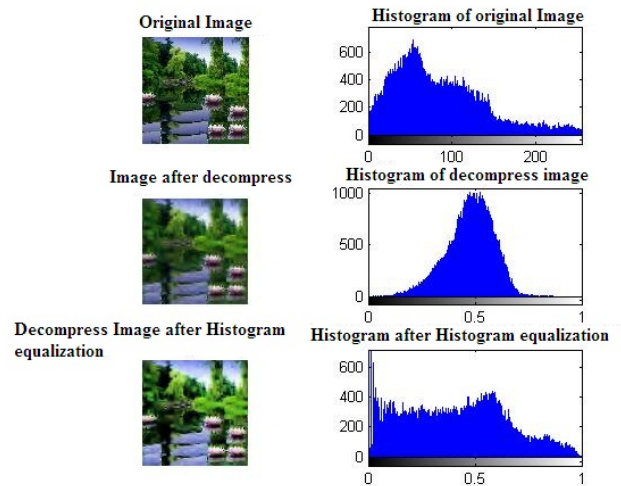 Original Image
Histogram of original Image
600
400
200
0
0 100 200
Image after decompress
Histogram of decompress image
1000
500
0
0 0.5 1
Decompress Image after Histogram
equalization
Histogram after Histogram equalization
600
400
200
0
0 0.5 1